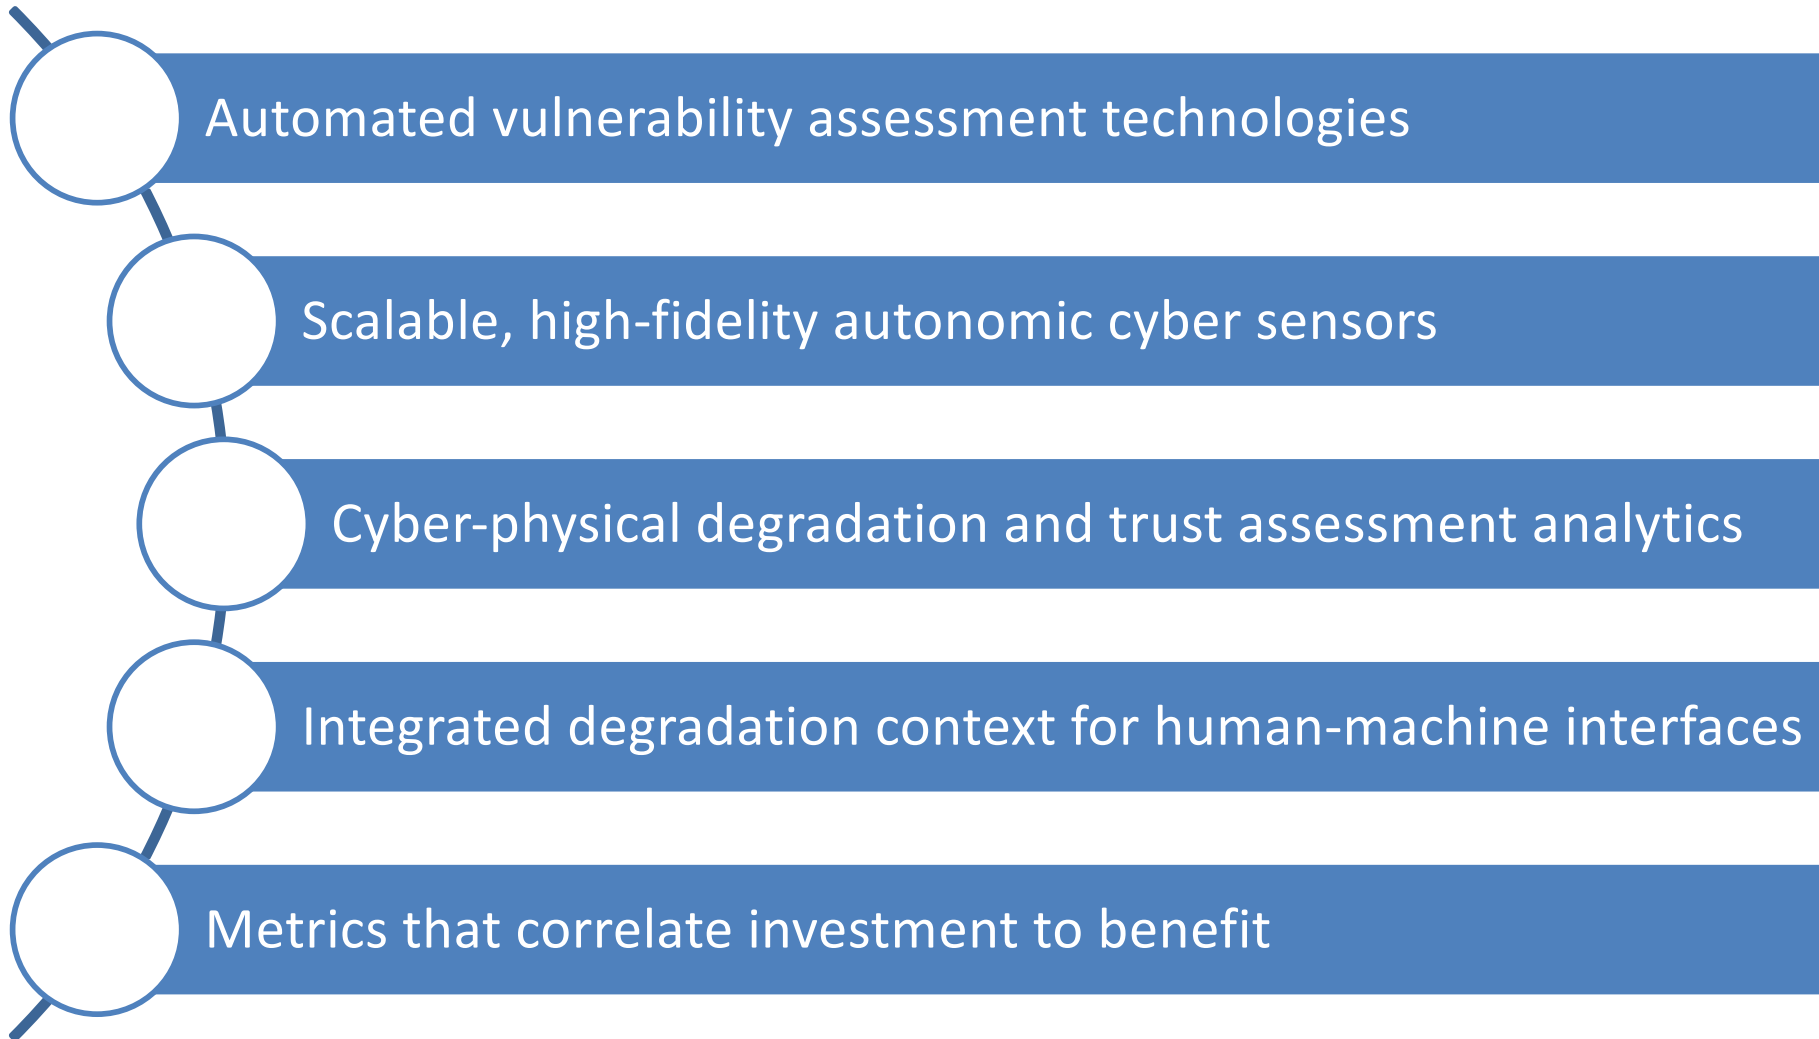 Automated vulnerability assessment technologies
Scalable, high-fidelity autonomic cyber sensors
Cyber-physical degradation and trust assessment analytics
Integrated degradation context for human-machine interfaces
Metrics that correlate investment to benefit